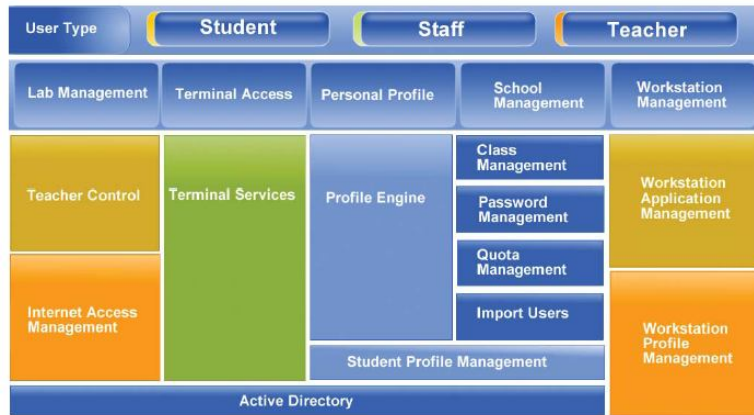 User Type
Student
Staff
Teacher
Lab Management
Terminal Access
Personal Profile
School
Management
Workstation
Management
Teacher Control
Terminal Services
Profile Engine
Class
Management
Password
Management
Quota
Management
Import Users
Workstation
Application
Management
Internet Access
Management
Workstation
Profile
Management
Student Profile Management
Active Directory